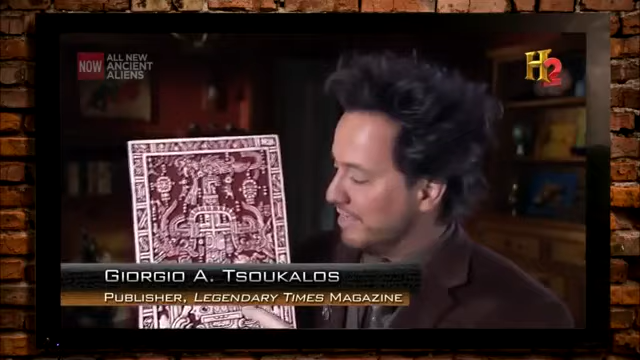 NOW
ALL NEW
ANCIENT
ALIENS
H2
GIORGIO A. TSOUKALOS
PUBLISHER, LEGENDARY TIMES MAGAZINE